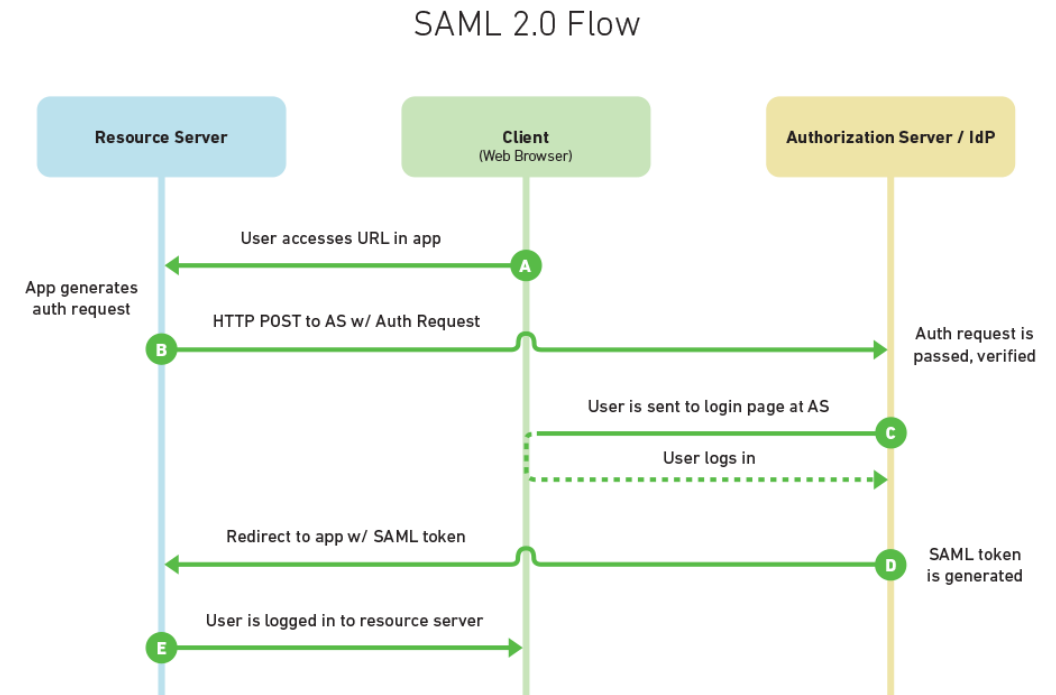 SAML 2.0 Flow
Resource Server
Client
(Web Browser)
Authorization Server / IdP
User accesses URL in app
A
App generates
auth request
HTTP POST to AS w/ Auth Request
B
Auth request is
passed, verified
User is sent to login page at AS
C
User logs in
Redirect to app w/ SAML token
D
SAML token
is generated
User is logged in to resource server
E